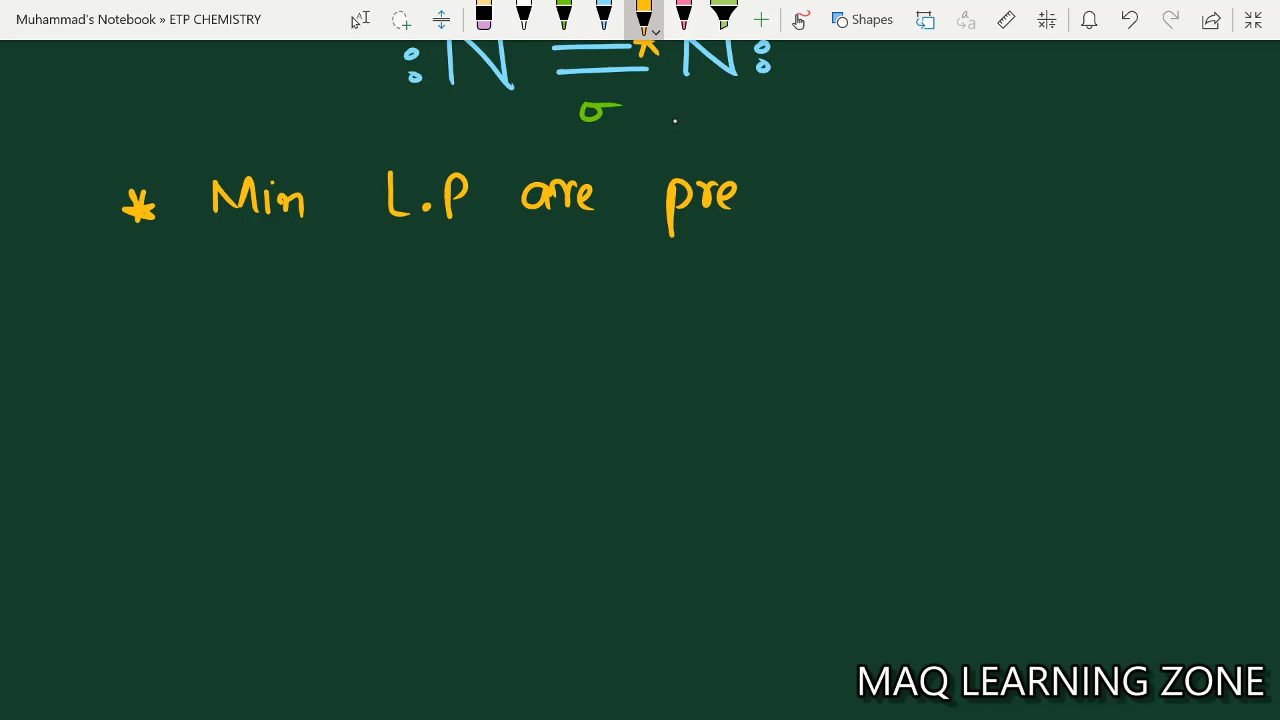 Muhammad's Notebook » ETP CHEMISTRY
Shapes
:N ≡ N:
σ
* Min L.P are pre
MAQ LEARNING ZONE